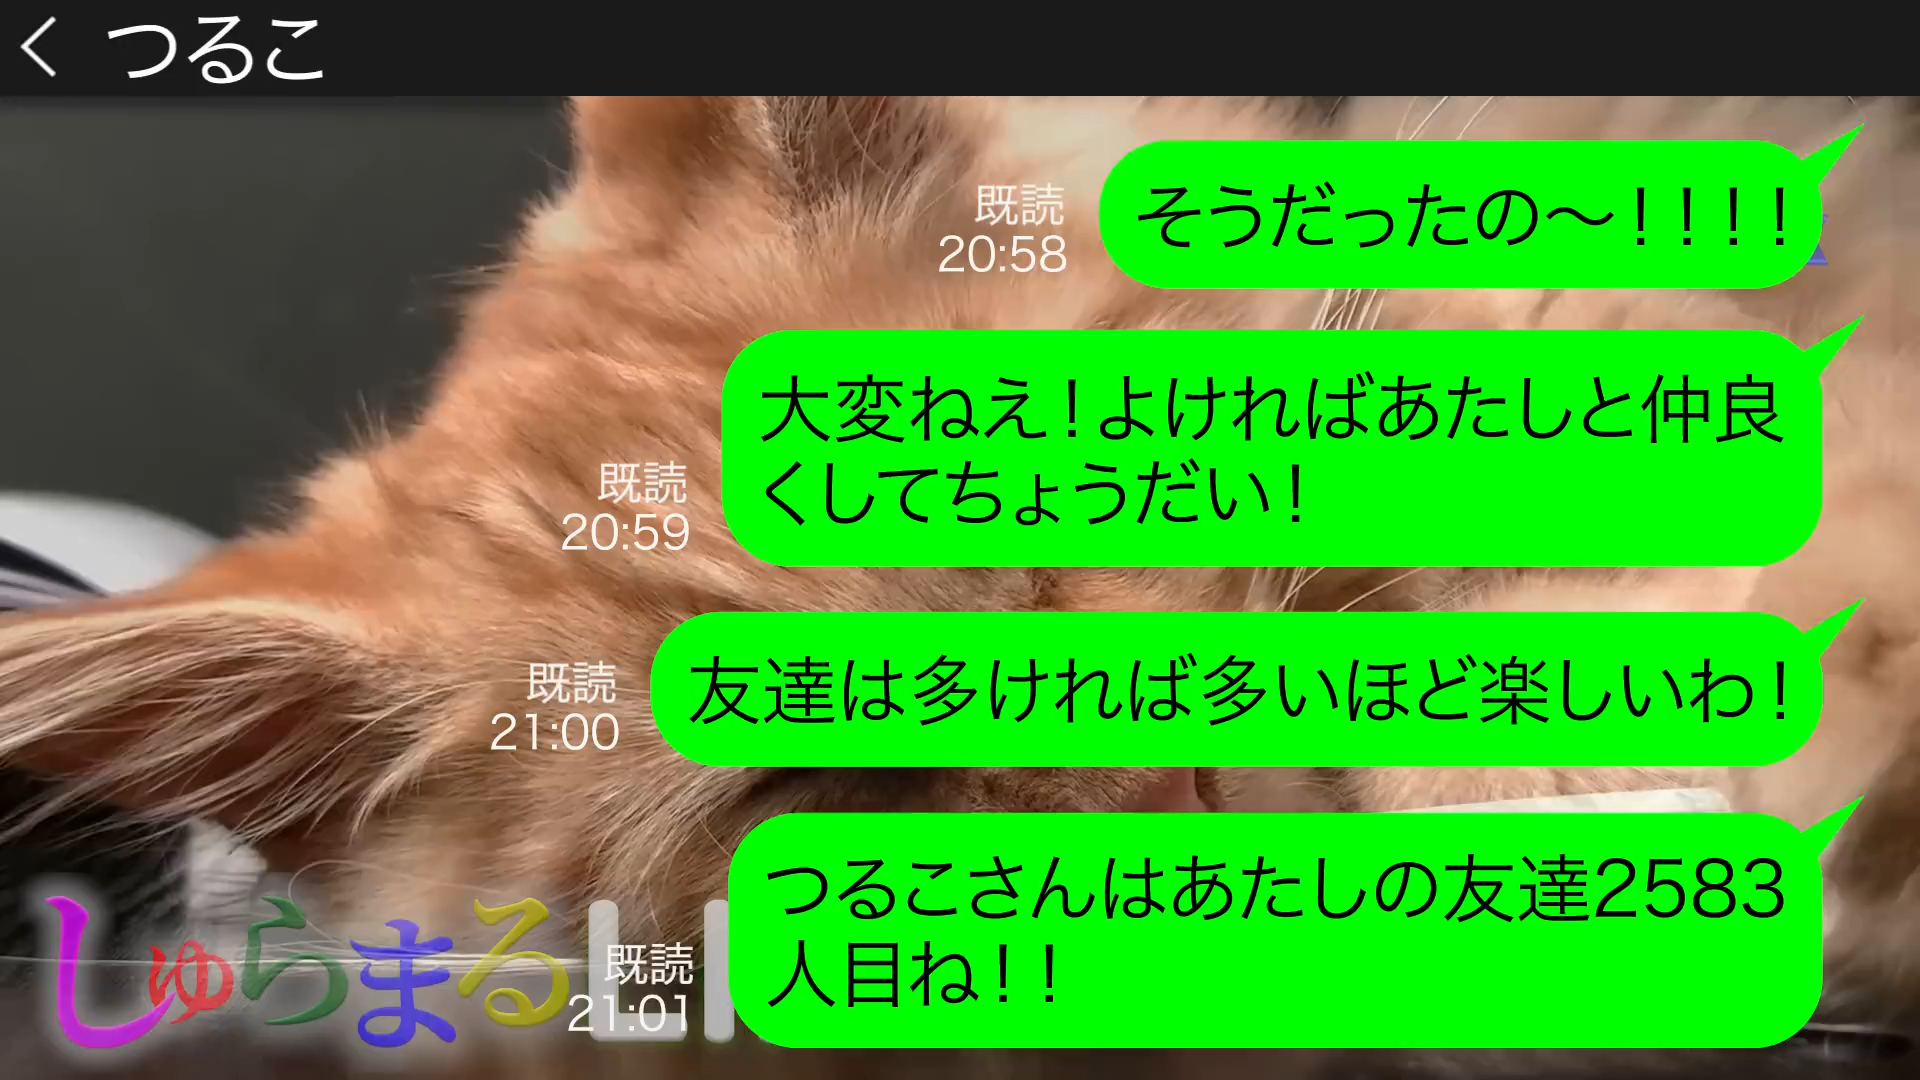 つるこ
そうだったの～！！！！
既読
20:58
大変ねえ！よければあたしと仲良
くしてちょうだい！
既読
20:59
友達は多ければ多いほど楽しいわ！
既読
21:00
つるこさんはあたしの友達2583
人目ね！！
既読
21:01
しゅらまるLI